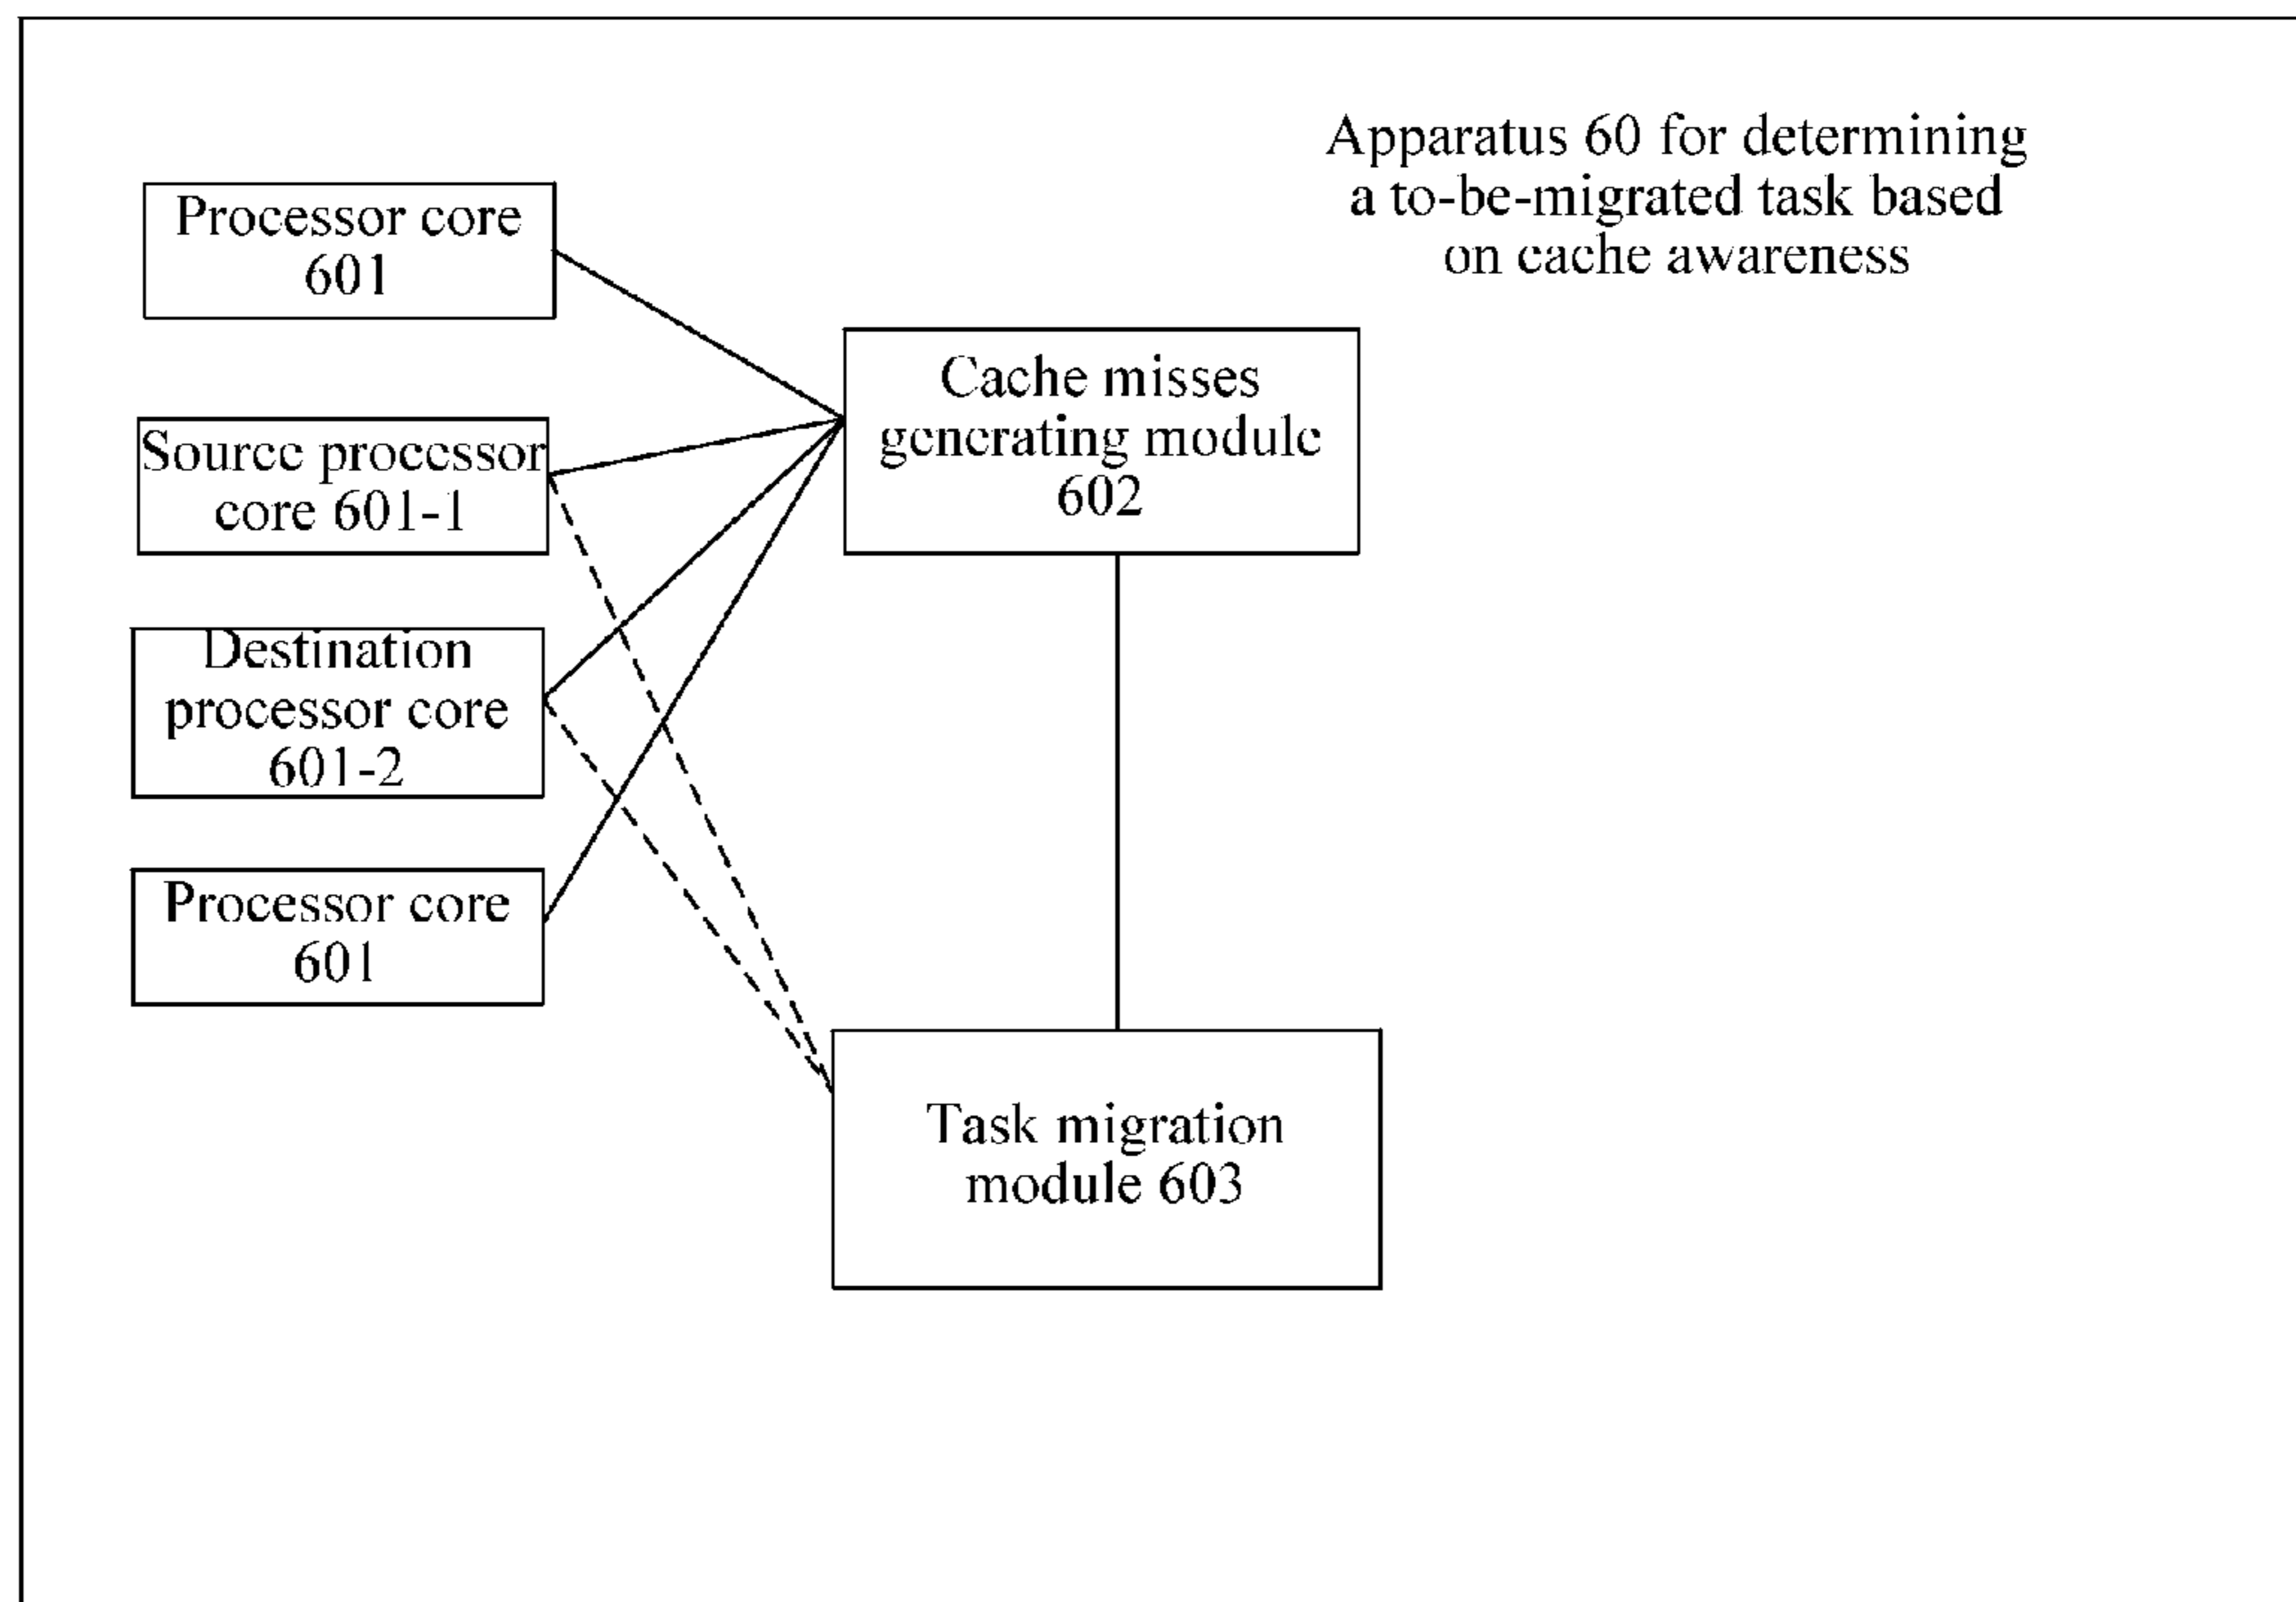 Apparatus 60 for determining
a to-be-migrated task based
on cache awareness
Processor core
601
Source processor
core 601-1
Destination
processor core
601-2
Processor core
601
Cache misses
generating module
602
Task migration
module 603